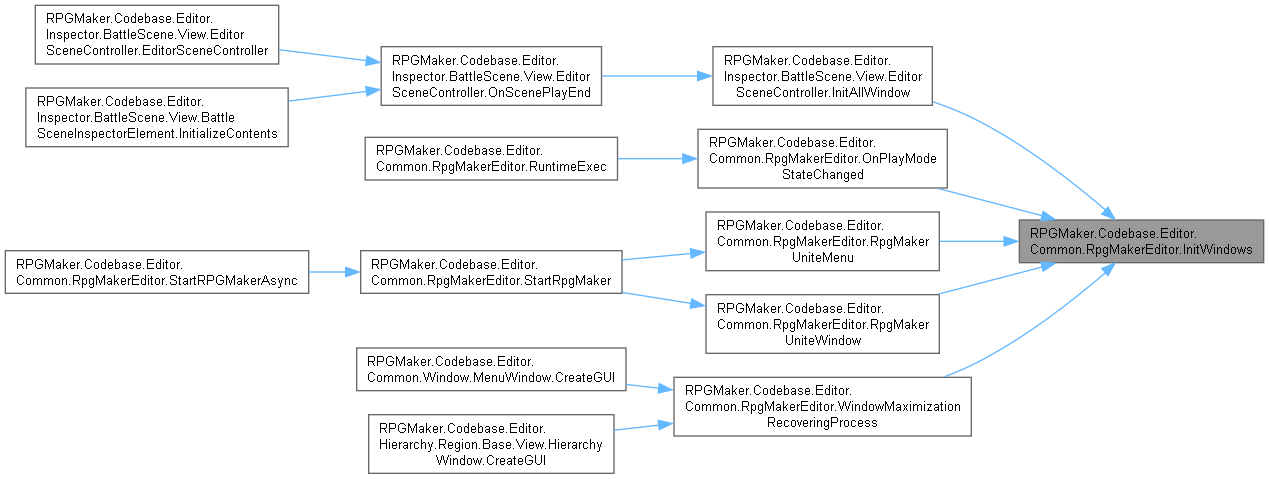 RPGMaker.Codebase.Editor.
Inspector.BattleScene.View.Editor
SceneController.EditorSceneController
RPGMaker.Codebase.Editor.
Inspector.BattleScene.View.Battle
SceneInspectorElement.InitializeContents
RPGMaker.Codebase.Editor.
Inspector.BattleScene.View.Editor
SceneController.OnScenePlayEnd
RPGMaker.Codebase.Editor.
Inspector.BattleScene.View.Editor
SceneController.InitAllWindow
RPGMaker.Codebase.Editor.
Common.RpgMakerEditor.RuntimeExec
RPGMaker.Codebase.Editor.
Common.RpgMakerEditor.OnPlayMode
StateChanged
RPGMaker.Codebase.Editor.
Common.RpgMakerEditor.InitWindows
RPGMaker.Codebase.Editor.
Common.RpgMakerEditor.RpgMaker
UniteMenu
RPGMaker.Codebase.Editor.
Common.RpgMakerEditor.StartRPGMakerAsync
RPGMaker.Codebase.Editor.
Common.RpgMakerEditor.StartRpgMaker
RPGMaker.Codebase.Editor.
Common.RpgMakerEditor.RpgMaker
UniteWindow
RPGMaker.Codebase.Editor.
Common.Window.MenuWindow.CreateGUI
RPGMaker.Codebase.Editor.
Common.RpgMakerEditor.WindowMaximization
RecoveringProcess
RPGMaker.Codebase.Editor.
Hierarchy.Region.Base.View.Hierarchy
Window.CreateGUI